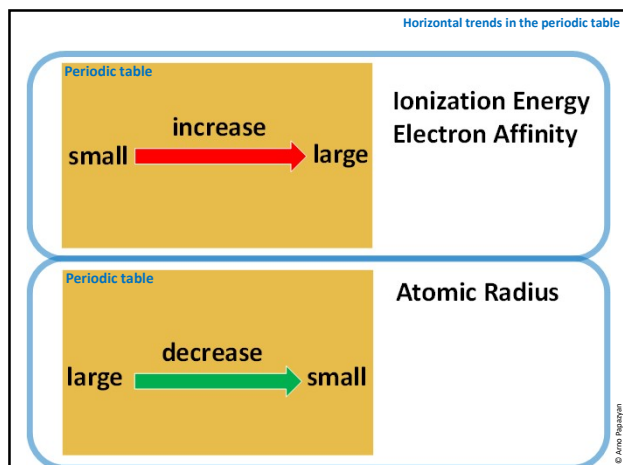 Horizontal trends in the periodic table
Periodic table
increase
small
large
Ionization Energy
Electron Affinity
Periodic table
decrease
large
small
Atomic Radius
© Arno Papazyan